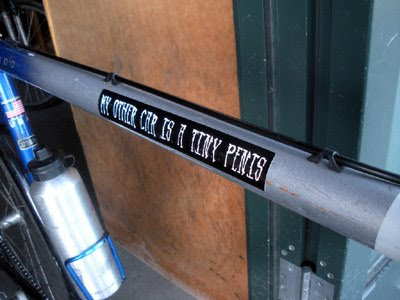 MY OTHER CAR IS A TINY PENIS